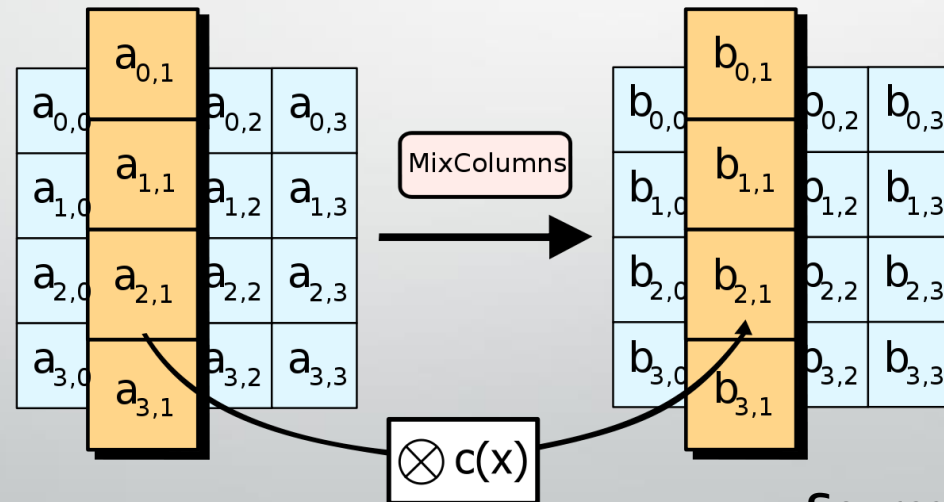 a0,1
a0,0 a0,2 a0,3
a1,1
a1,0 a1,2 a1,3
a2,1
a2,0 a2,2 a2,3
a3,1
a3,0 a3,2 a3,3
MixColumns
b0,1
b0,0 b0,2 b0,3
b1,1
b1,0 b1,2 b1,3
b2,1
b2,0 b2,2 b2,3
b3,1
b3,0 b3,2 b3,3
⊗ c(x)